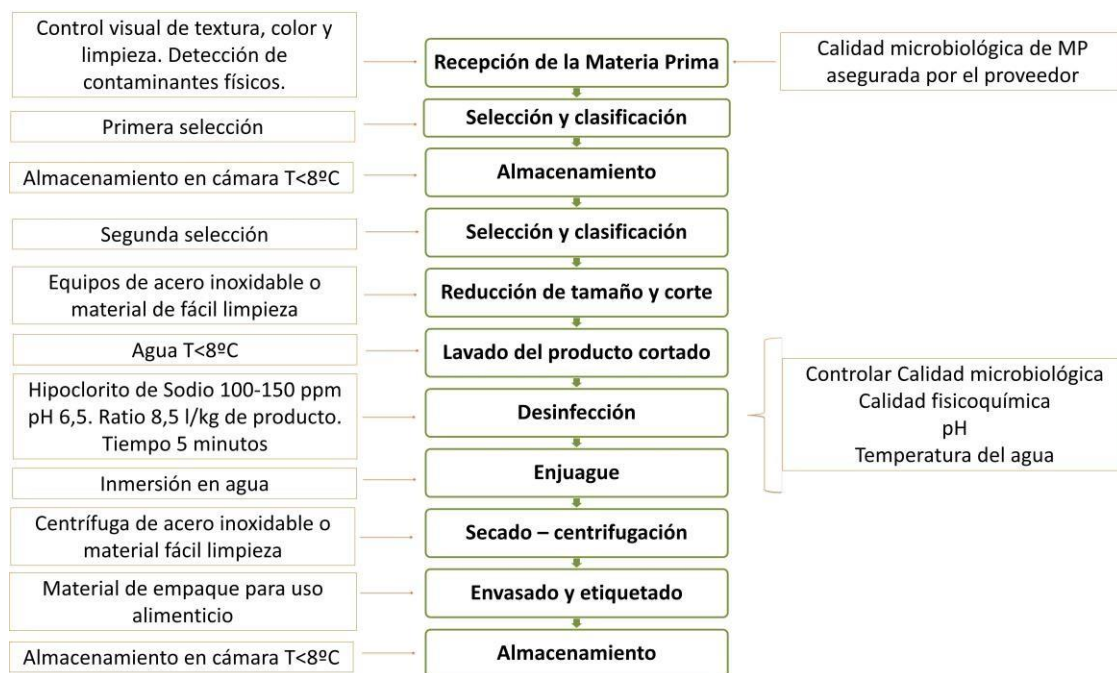 Control visual de textura, color y
limpieza. Detección de
contaminantes físicos.
Recepción de la Materia Prima
Calidad microbiológica de MP
asegurada por el proveedor
Primera selección
Selección y clasificación
Almacenamiento en cámara T<8ºC
Almacenamiento
Segunda selección
Selección y clasificación
Equipos de acero inoxidable o
material de fácil limpieza
Reducción de tamaño y corte
Agua T<8ºC
Lavado del producto cortado
Hipoclorito de Sodio 100-150 ppm
pH 6,5. Ratio 8,5 l/kg de producto.
Tiempo 5 minutos
Desinfección
Controlar Calidad microbiológica
Calidad fisicoquímica
pH
Temperatura del agua
Inmersión en agua
Enjuague
Centrífuga de acero inoxidable o
material fácil limpieza
Secado – centrifugación
Material de empaque para uso
alimenticio
Envasado y etiquetado
Almacenamiento en cámara T<8ºC
Almacenamiento